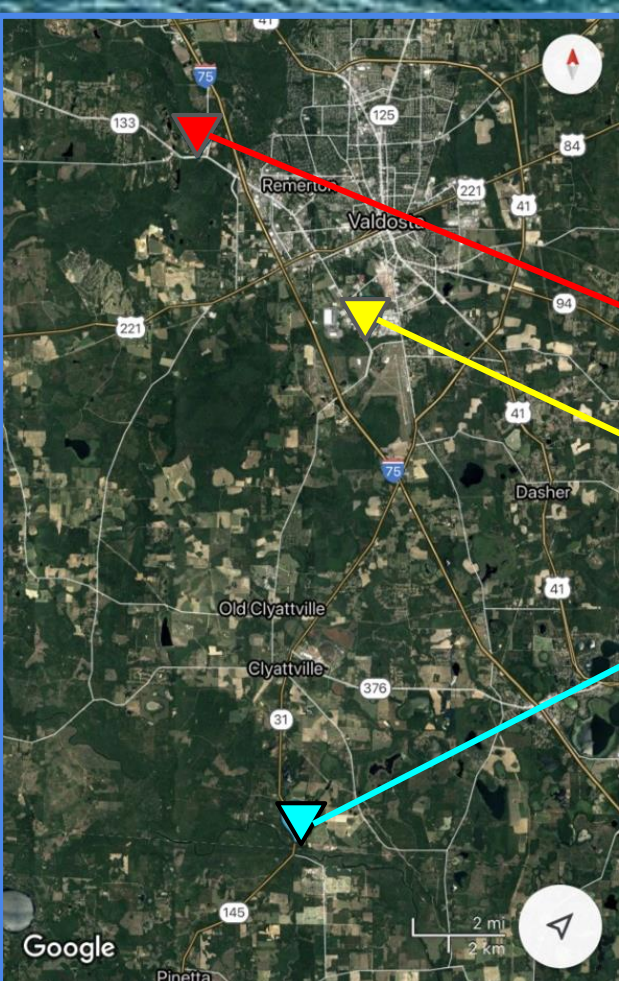 41
75
133
125
84
Remerton
221
41
Valdosta
94
221
41
75
Dasher
41
Old Clyattville
Clyattville
376
31
145
2 mi
2 km
Google
Pinetta